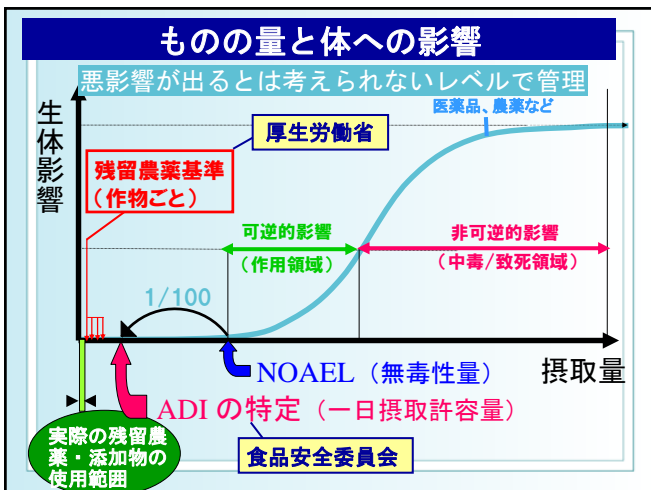 ものの量と体への影響
悪影響が出るとは考えられないレベルで管理
生体影響
医薬品、農薬など
厚生労働省
残留農薬基準
（作物ごと）
可逆的影響
（作用領域）
非可逆的影響
（中毒/致死領域）
1/100
NOAEL（無毒性量）
摂取量
ADI の特定（一日摂取許容量）
実際の残留農
薬・添加物の
使用範囲
食品安全委員会